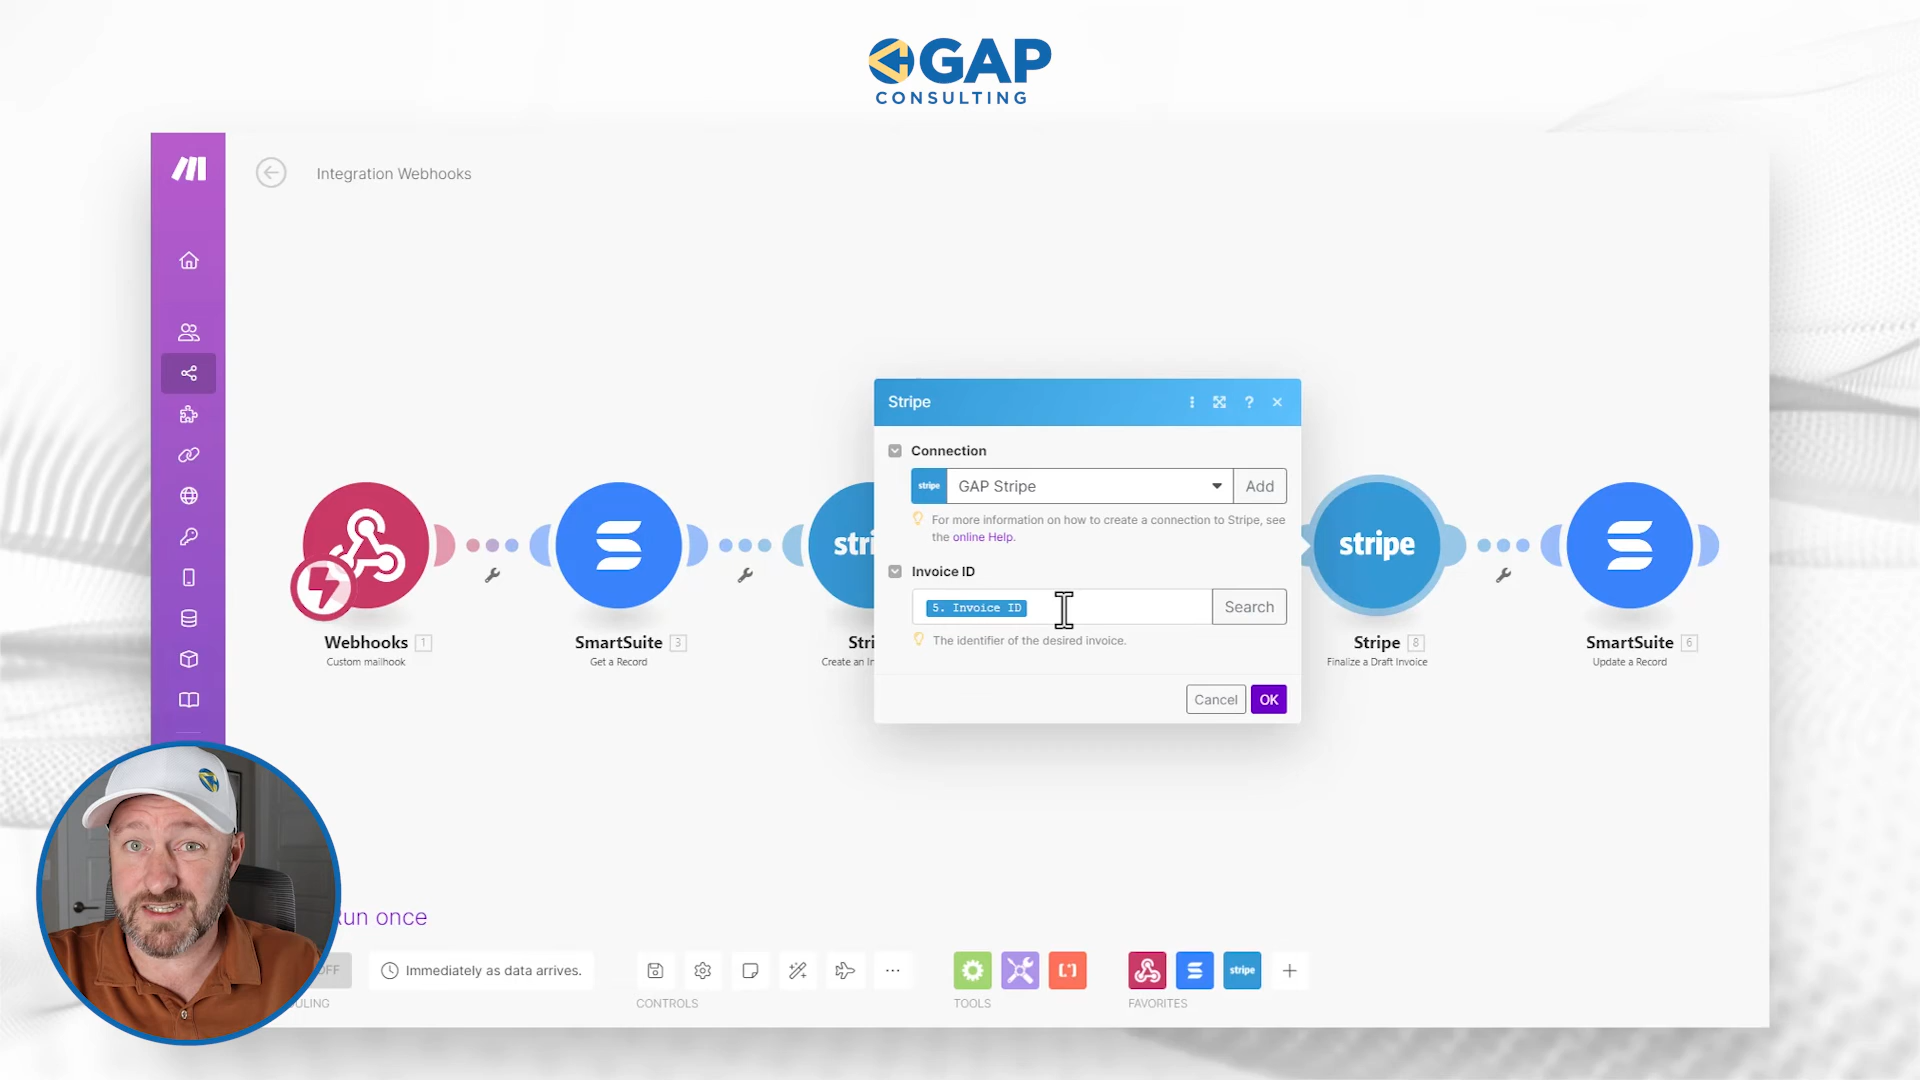 GAP
CONSULTING
Integration Webhooks
Stripe
?
Connection
stripe
GAP Stripe
Add
For more information on how to create a connection to Stripe, see
the online Help.
Invoice ID
5. Invoice ID
Search
The identifier of the desired invoice.
Cancel
OK
stri
stripe
Webhooks 1
Custom mailhook
SmartSuite 3
Get a Record
Stri
Create an In
Stripe 8
Finalize a Draft Invoice
SmartSuite 6
Update a Record
un once
OFF
Immediately as data arrives.
ULING
CONTROLS
TOOLS
stripe
FAVORITES